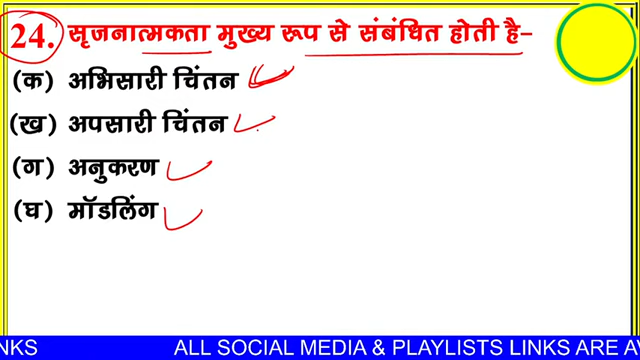 24. सृजनात्मकता मुख्य रूप से संबंधित होती है-
(क) अभिसारी चिंतन
(ख) अपसारी चिंतन
(ग) अनुकरण
(घ) मॉडलिंग
NKS ALL SOCIAL MEDIA & PLAYLISTS LINKS ARE AV